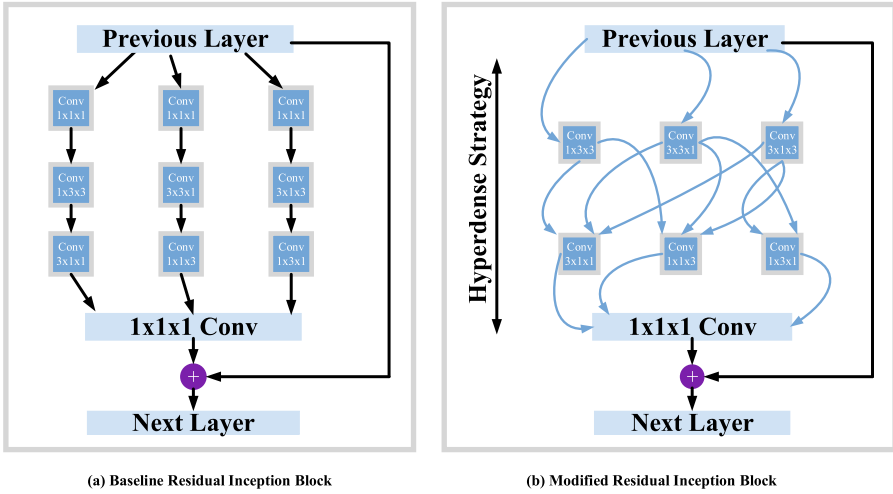 Previous Layer
Conv
1x1x1
Conv
1x1x1
Conv
1x1x1
Conv
1x3x3
Conv
3x3x1
Conv
3x1x3
Conv
3x1x1
Conv
1x1x3
Conv
1x3x1
1x1x1 Conv
+
Next Layer
(a) Baseline Residual Inception Block
Previous Layer
Hyperdense Strategy
Conv
1x3x3
Conv
3x3x1
Conv
3x1x3
Conv
3x1x1
Conv
1x1x3
Conv
1x3x1
1x1x1 Conv
+
Next Layer
(b) Modified Residual Inception Block